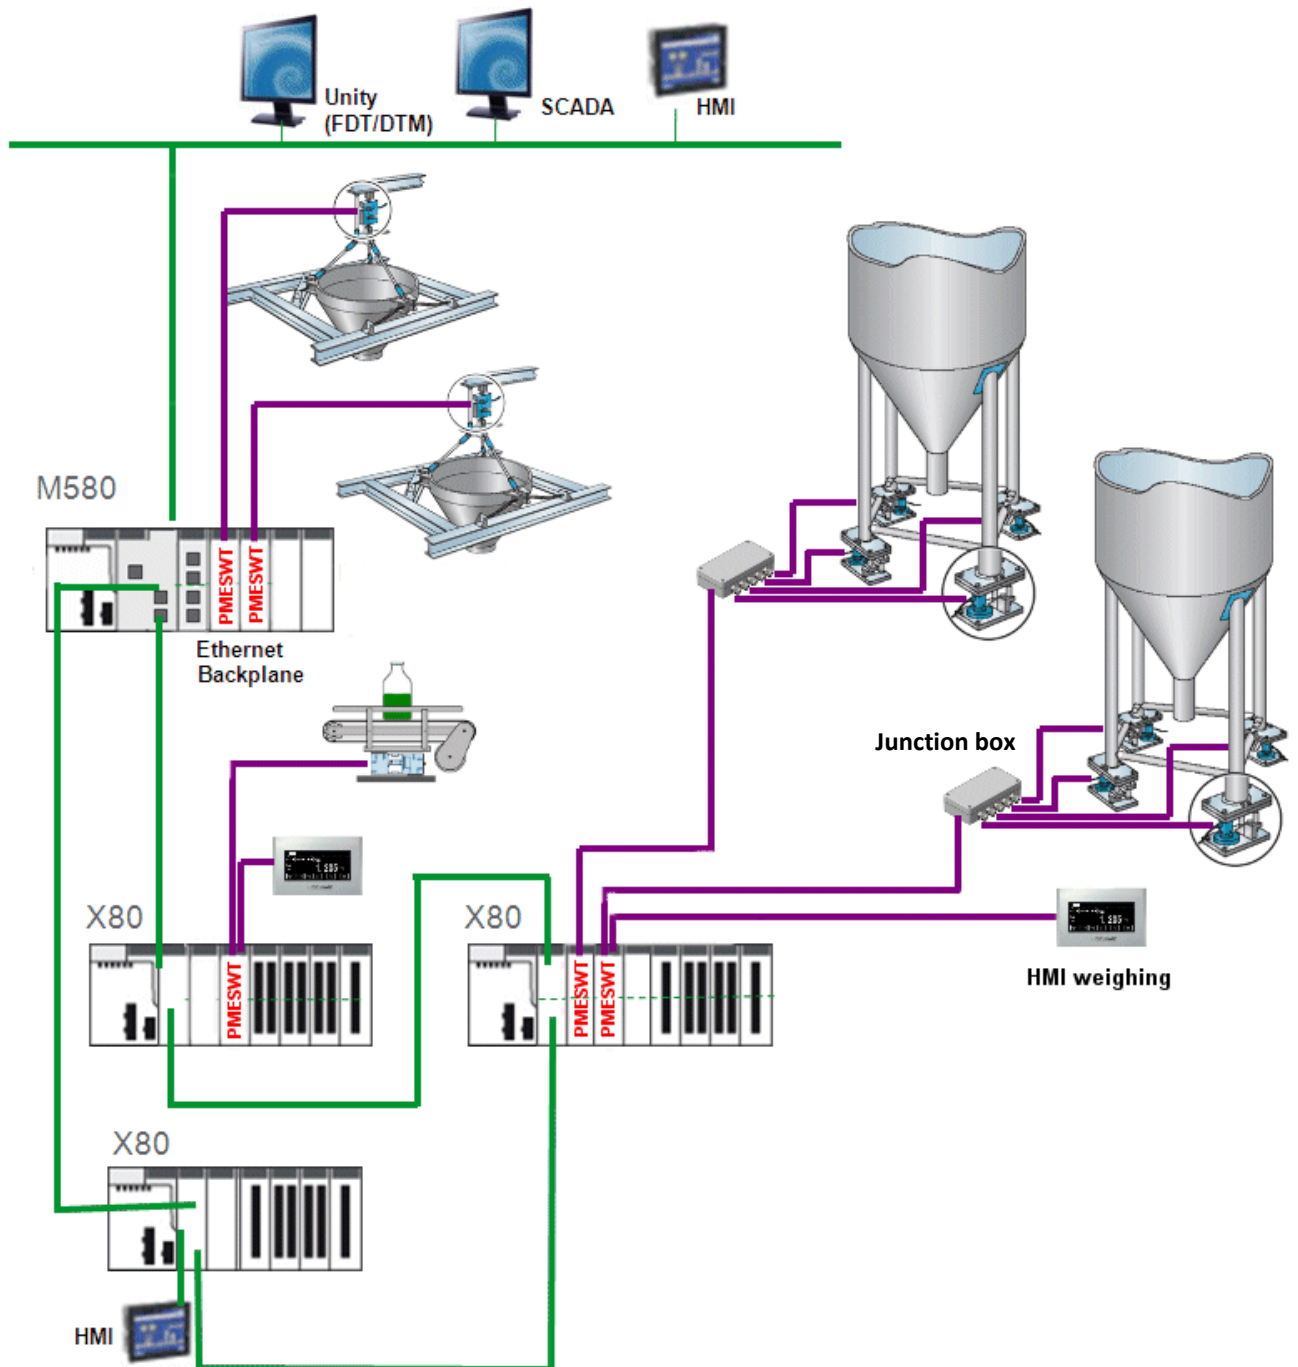 Unity
(FDT/DTM)
SCADA
HMI
M580
PMESWT
PMESWT
Ethernet
Backplane
Junction box
X80
PMESWT
X80
PMESWT
PMESWT
HMI weighing
X80
HMI